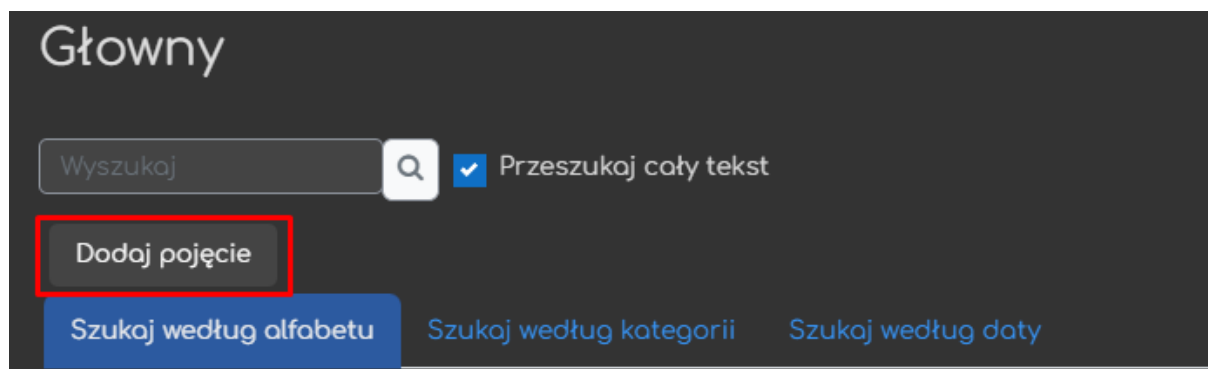 Głowny
Wyszukaj Przeszukaj cały tekst
Dodaj pojęcie
Szukaj według alfabetu Szukaj według kategorii Szukaj według daty